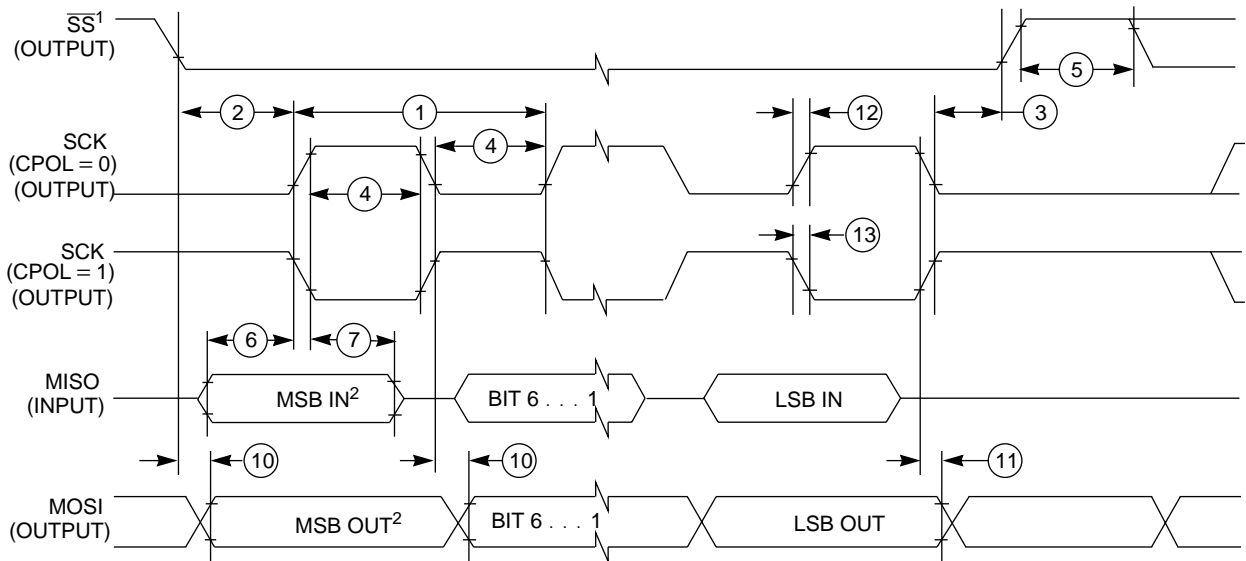 SS1
(OUTPUT)
5
2
1
12
3
SCK
(CPOL = 0)
(OUTPUT)
4
4
SCK
(CPOL = 1)
(OUTPUT)
13
6
7
MISO
(INPUT)
MSB IN2
BIT 6 . . . 1
LSB IN
10
10
11
MOSI
(OUTPUT)
MSB OUT2
BIT 6 . . . 1
LSB OUT